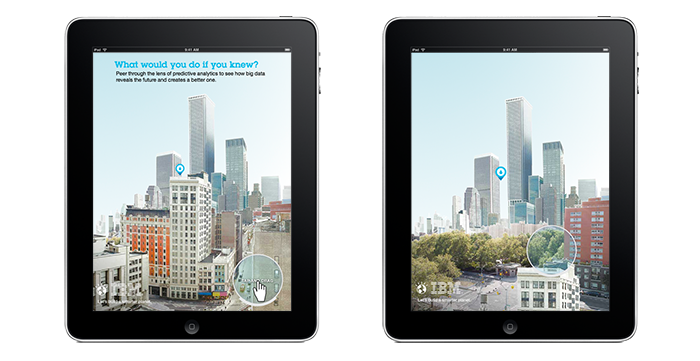 iPad
9:41 AM
What would you do if you knew?
Peer through the lens of predictive analytics to see how big data
reveals the future and creates a better one.
IBM
Let's build a smarter planet.
iPad
9:41 AM
IBM
Let's build a smarter planet.